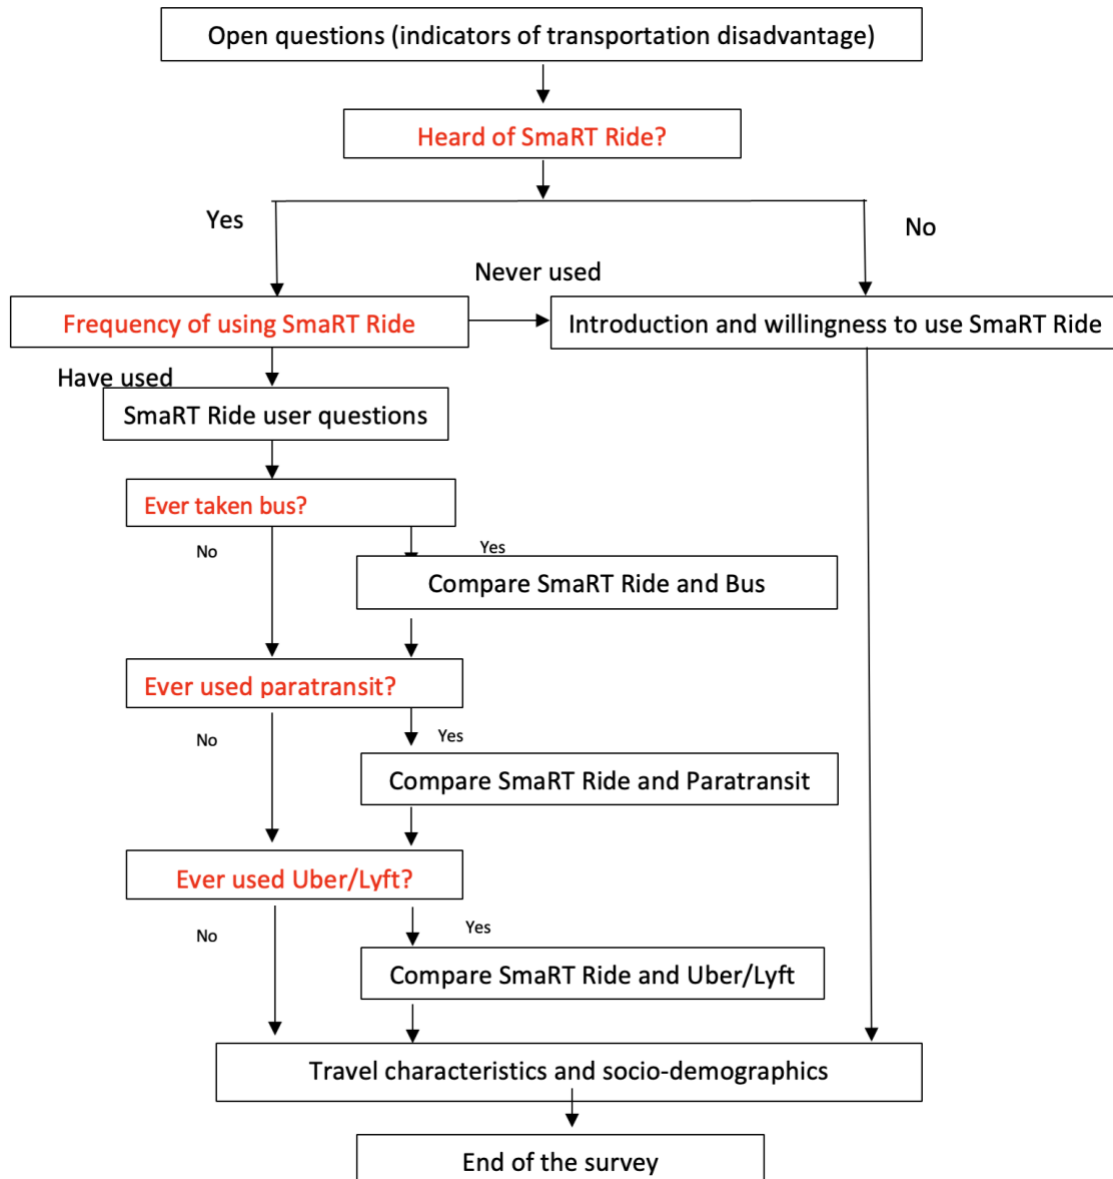 Open questions (indicators of transportation disadvantage)
Heard of SmaRT Ride?
Yes
No
Never used
Frequency of using SmaRT Ride
Introduction and willingness to use SmaRT Ride
Have used
SmaRT Ride user questions
Ever taken bus?
No
Yes
Compare SmaRT Ride and Bus
Ever used paratransit?
No
Yes
Compare SmaRT Ride and Paratransit
Ever used Uber/Lyft?
No
Yes
Compare SmaRT Ride and Uber/Lyft
Travel characteristics and socio-demographics
End of the survey